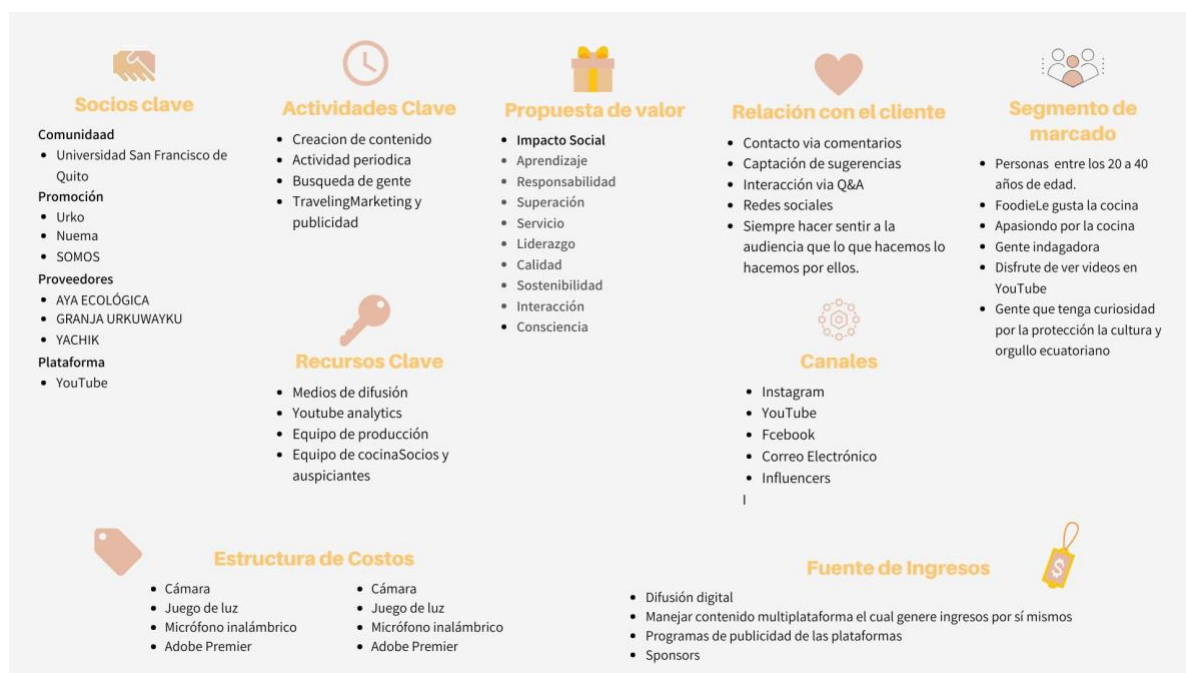 Socios clave
Comunidaad
• Universidad San Francisco de
Quito
Promoción
• Urko
• Nuema
• SOMOS
Proveedores
• AYA ECOLÓGICA
• GRANJA URKUWAYKU
• YACHIK
Plataforma
• YouTube
Actividades Clave
• Creacion de contenido
• Actividad periodica
• Busqueda de gente
• TravelingMarketing y
publicidad
Recursos Clave
• Medios de difusión
• Youtube analytics
• Equipo de producción
• Equipo de cocinaSocios y
auspiciantes
Propuesta de valor
• Impacto Social
• Aprendizaje
• Responsabilidad
• Superación
• Servicio
• Liderazgo
• Calidad
• Sostenibilidad
• Interacción
• Consciencia
Relación con el cliente
• Contacto via comentarios
• Captación de sugerencias
• Interacción via Q&A
• Redes sociales
• Siempre hacer sentir a la
audiencia que lo que hacemos lo
hacemos por ellos.
Canales
• Instagram
• YouTube
• Fcebook
• Correo Electrónico
• Influencers
I
Segmento de
marcado
• Personas entre los 20 a 40
años de edad.
• FoodieLe gusta la cocina
• Apasiondo por la cocina
• Gente indagadora
• Disfrute de ver videos en
YouTube
• Gente que tenga curiosidad
por la protección la cultura y
orgullo ecuatoriano
Estructura de Costos
• Cámara
• Juego de luz
• Micrófono inalámbrico
• Adobe Premier
• Cámara
• Juego de luz
• Micrófono inalámbrico
• Adobe Premier
Fuente de Ingresos
$
• Difusión digital
• Manejar contenido multiplataforma el cual genere ingresos por sí mismos
• Programas de publicidad de las plataformas
• Sponsors